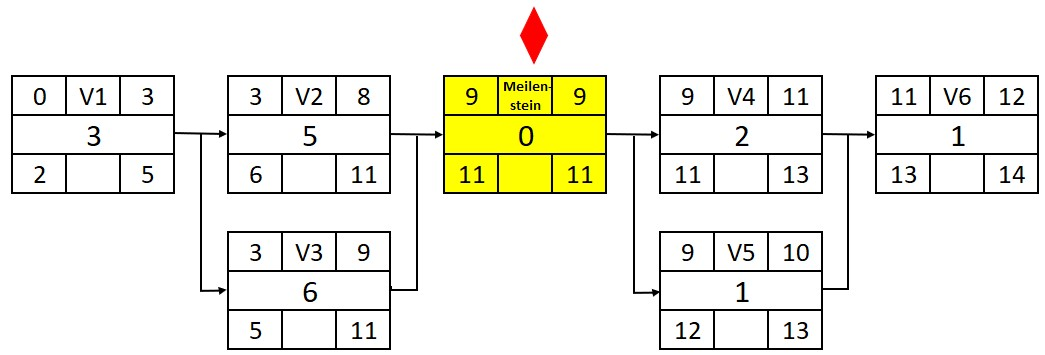 0 V1 3
3
2 5
3 V2 8
5
6 11
9 Meilen-
stein 9
0
11 11
9 V4 11
2
11 13
11 V6 12
1
13 14
3 V3 9
6
5 11
9 V5 10
1
12 13